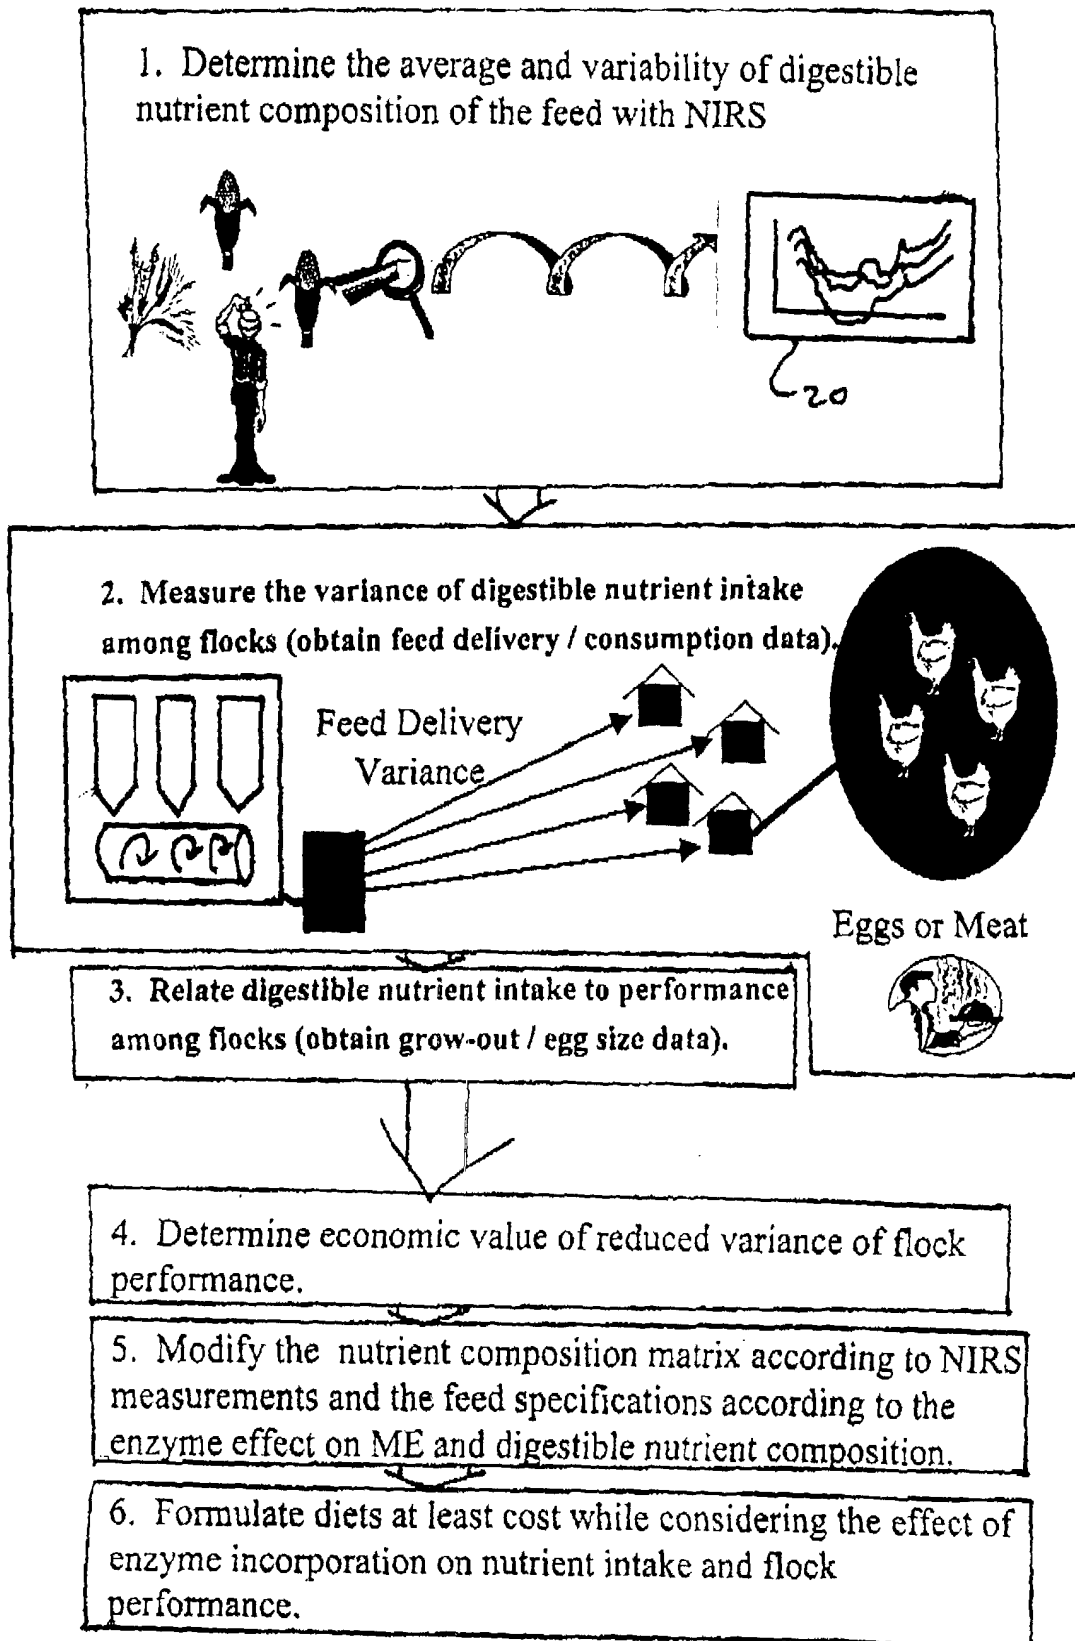 1. Determine the average and variability of digestible
nutrient composition of the feed with NIRS
20
2. Measure the variance of digestible nutrient intake
among flocks (obtain feed delivery / consumption data).
Feed Delivery
Variance
Eggs or Meat
3. Relate digestible nutrient intake to performance
among flocks (obtain grow-out / egg size data).
4. Determine economic value of reduced variance of flock
performance.
5. Modify the nutrient composition matrix according to NIRS
measurements and the feed specifications according to the
enzyme effect on ME and digestible nutrient composition.
6. Formulate diets at least cost while considering the effect of
enzyme incorporation on nutrient intake and flock
performance.